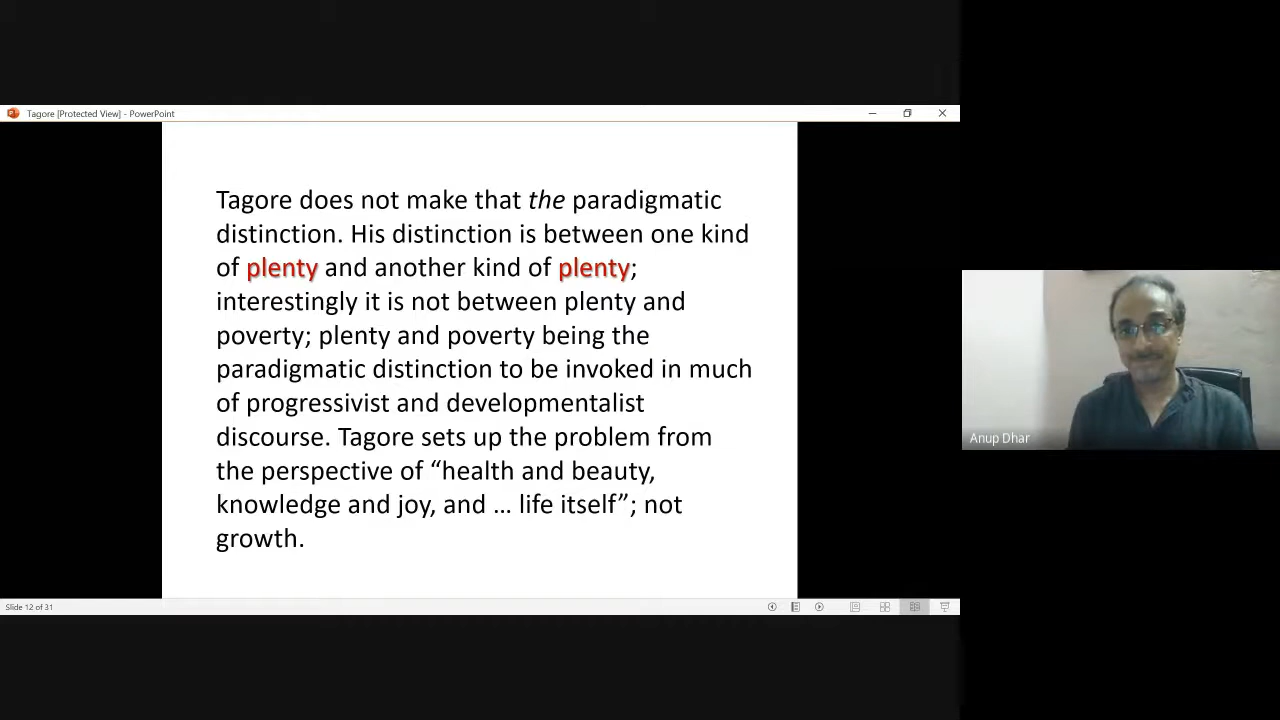 Tagore [Protected View] - PowerPoint
Tagore does not make that the paradigmatic
distinction. His distinction is between one kind
of plenty and another kind of plenty;
interestingly it is not between plenty and
poverty; plenty and poverty being the
paradigmatic distinction to be invoked in much
of progressivist and developmentalist
discourse. Tagore sets up the problem from
the perspective of “health and beauty,
knowledge and joy, and … life itself”; not
growth.
Anup Dhar
Slide 12 of 31